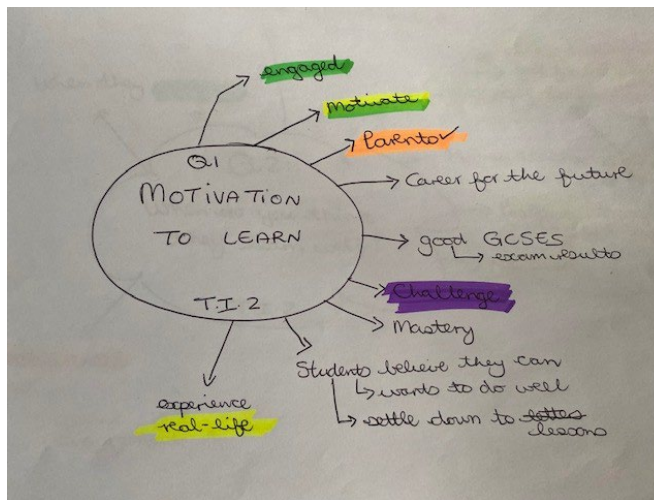 engaged
motivate
Parents
Q.1
MOTIVATION
TO LEARN
T.I.2
Career for the future
good GCSES
exam results
Challenge
Mastery
Students believe they can
wants to do well
settle down to
lessons
experience
real-life